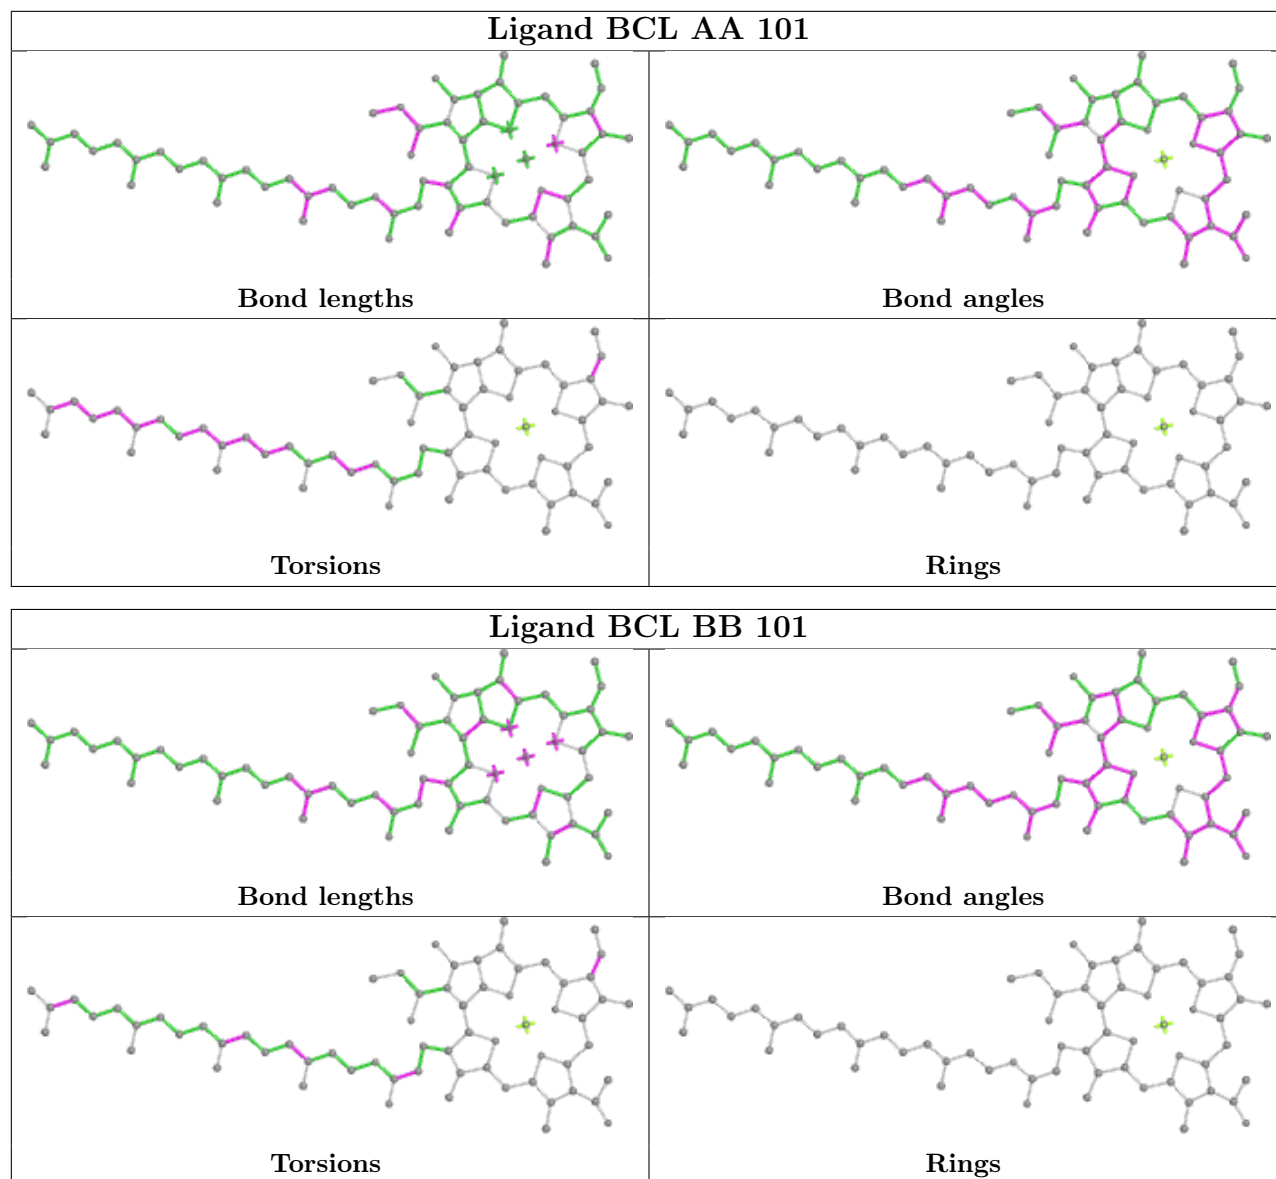 Ligand BCL AA 101
Bond lengths
Bond angles
Torsions
Rings
Ligand BCL BB 101
Bond lengths
Bond angles
Torsions
Rings